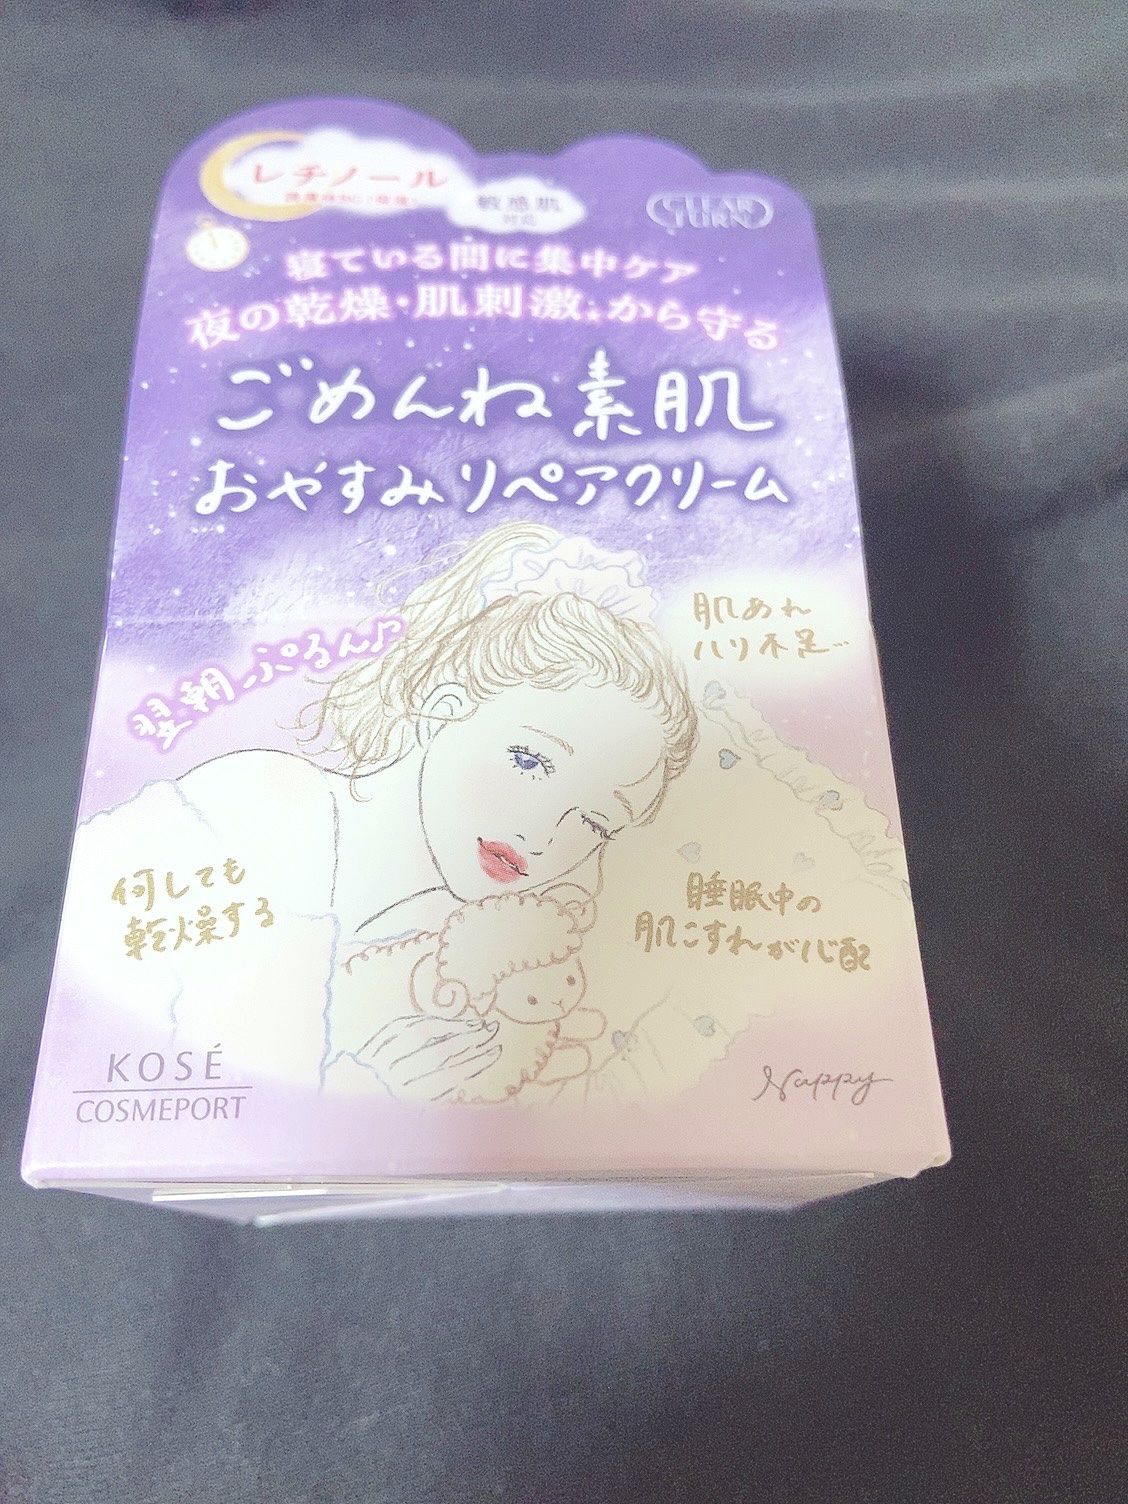 レチノール
敏感肌
対応
CLEAR
TURN
寝ている間に集中ケア
夜の乾燥・肌刺激*から守る
ごめんね素肌
おやすみリペアクリーム
肌あれ
ハリ不足…
翌朝ぷるん♪
何しても
乾燥する
睡眠中の
肌こすれが心配
KOSÉ
COSMEPORT
Nappy